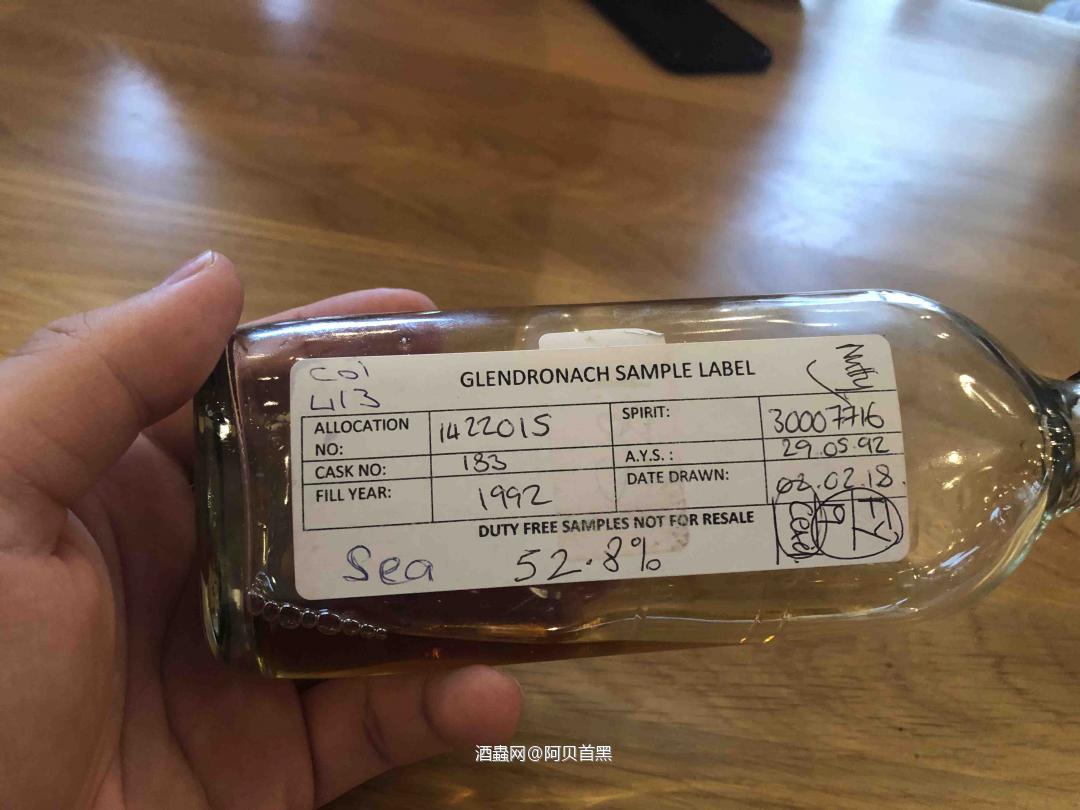 Col
413
GLENDRONACH SAMPLE LABEL
ALLOCATION NO: 1422015 SPIRIT: 30007716
CASK NO: 183 A.Y.S. : 29.05.92
FILL YEAR: 1992 DATE DRAWN: 02.02.18.
DUTY FREE SAMPLES NOT FOR RESALE
Sea 52.8%
酒蟲网@阿贝首黑